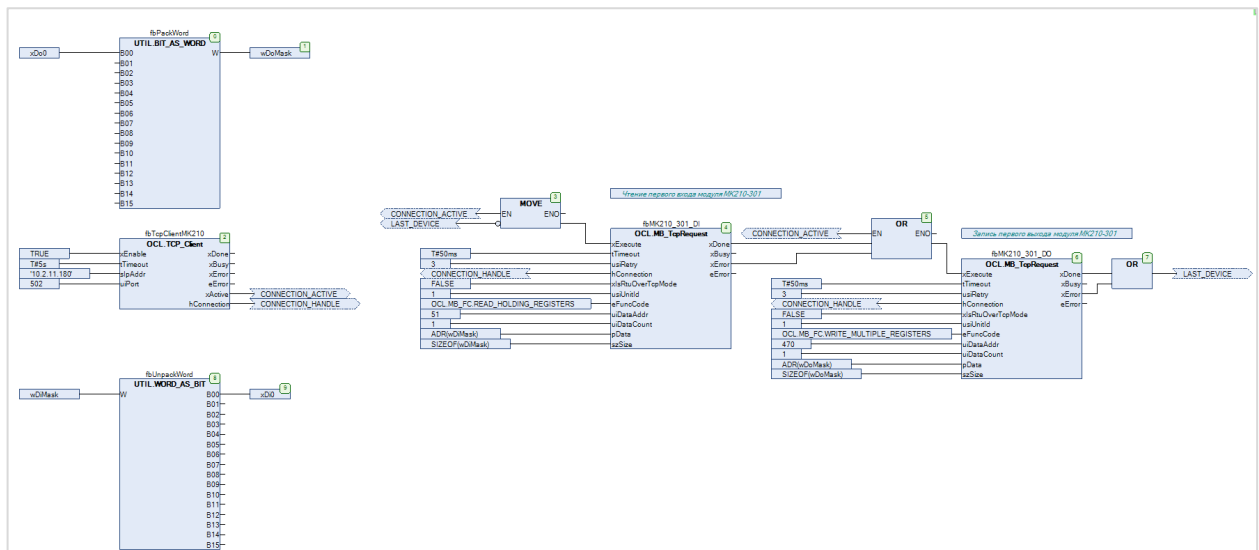 fbPackWord
0
UTIL.BIT_AS_WORD
xDo0
B00
W
wDoMask
1
B01
B02
B03
B04
B05
B06
B07
B08
B09
B10
B11
B12
B13
B14
B15
fbTcpClientMK210
2
OCL.TCP_Client
TRUE
xEnable
xDone
T#5s
tTimeout
xBusy
'10.2.11.180'
sIpAddr
xError
502
uiPort
eError
xActive
CONNECTION_ACTIVE
hConnection
CONNECTION_HANDLE
3
MOVE
CONNECTION_ACTIVE
EN
ENO
LAST_DEVICE
Чтение первого входа модуля МК210-301
fbMK210_301_DI
4
OCL.MB_TcpRequest
xExecute
xDone
T#50ms
tTimeout
xBusy
3
usiRetry
xError
CONNECTION_HANDLE
hConnection
eError
FALSE
xIsRtuOverTcpMode
1
usiUnitId
OCL.MB_FC.READ_HOLDING_REGISTERS
eFuncCode
51
uiDataAddr
1
uiDataCount
ADR(wDiMask)
pData
SIZEOF(wDiMask)
szSize
5
OR
CONNECTION_ACTIVE
EN
ENO
Запись первого выхода модуля МК210-301
fbMK210_301_DO
6
OCL.MB_TcpRequest
xExecute
xDone
T#50ms
tTimeout
xBusy
3
usiRetry
xError
CONNECTION_HANDLE
hConnection
eError
FALSE
xIsRtuOverTcpMode
1
usiUnitId
OCL.MB_FC.WRITE_MULTIPLE_REGISTERS
eFuncCode
470
uiDataAddr
1
uiDataCount
ADR(wDoMask)
pData
SIZEOF(wDoMask)
szSize
7
OR
LAST_DEVICE
fbUnpackWord
8
UTIL.WORD_AS_BIT
wDiMask
W
B00
xDi0
9
B01
B02
B03
B04
B05
B06
B07
B08
B09
B10
B11
B12
B13
B14
B15